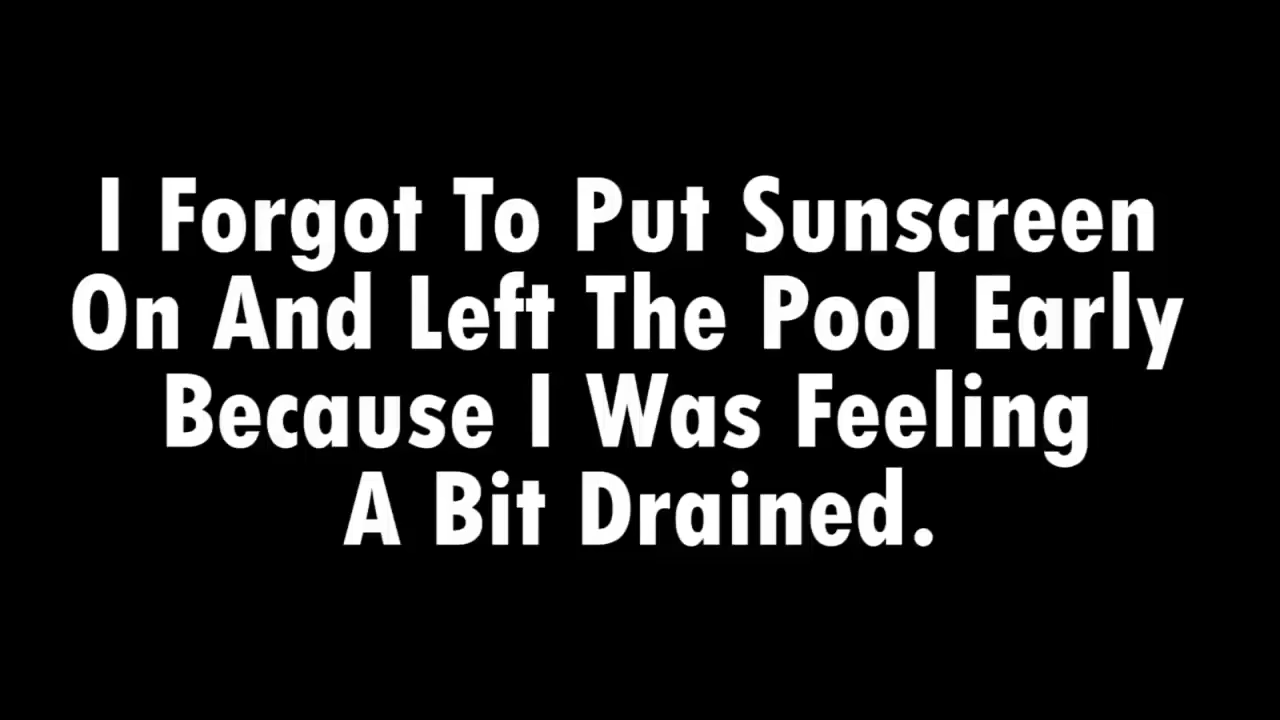 I Forgot To Put Sunscreen
On And Left The Pool Early
Because I Was Feeling
A Bit Drained.